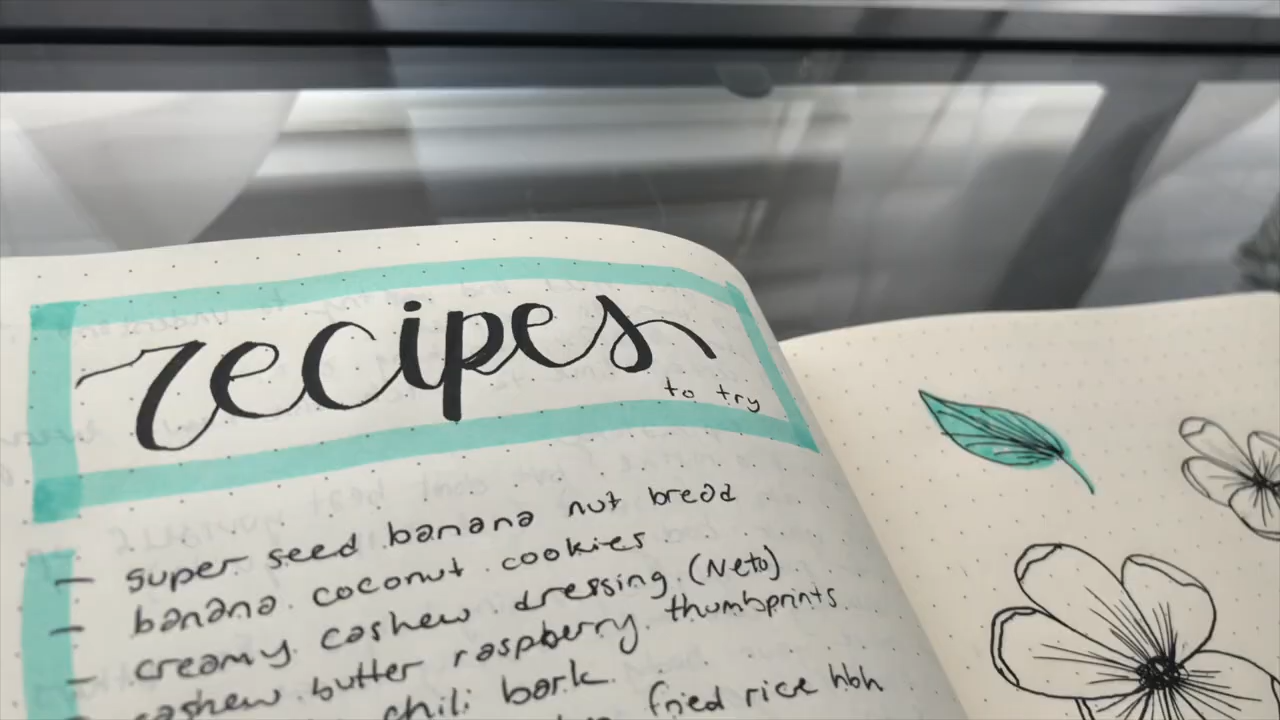 recipes
to try
- super seed banana nut bread
- banana coconut cookies
- creamy cashew dressing (Neto)
cashew butter raspberry thumbprints
chili bark
fried rice hbh